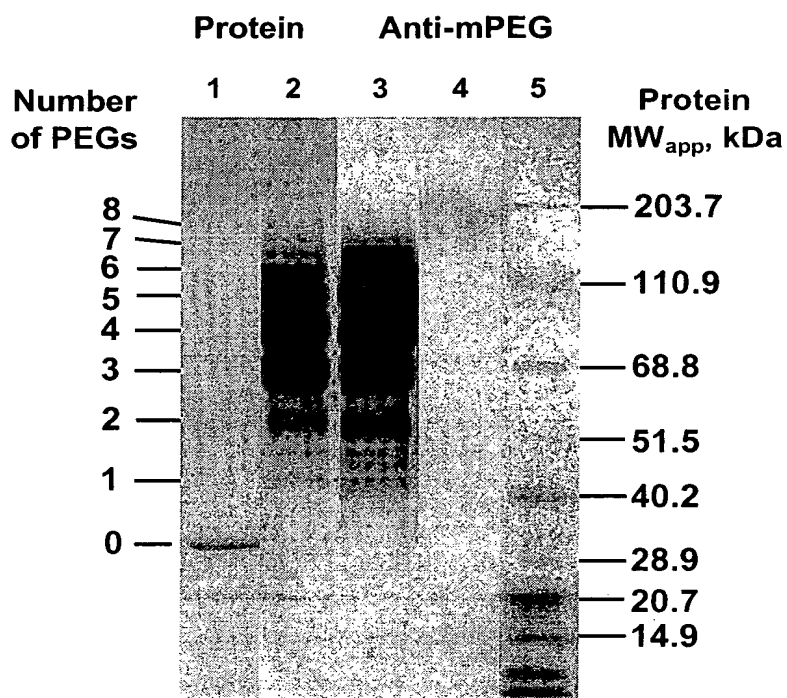 Protein Anti-mPEG
1 2 3 4 5
Number
of PEGs
Protein
MWapp, kDa
8
7
6
5
4
3
2
1
0
203.7
110.9
68.8
51.5
40.2
28.9
20.7
14.9